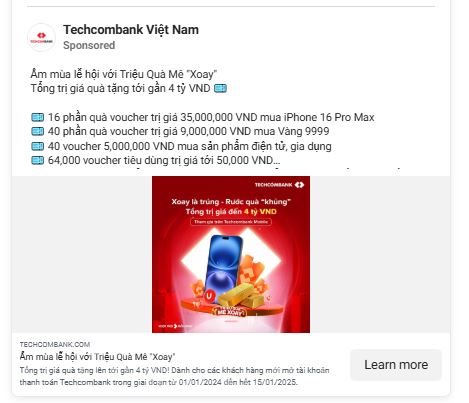 Techcombank Việt Nam
Sponsored
TECHCOMBANK
Ẵm mùa lễ hội với Triệu Quà Mê "Xoay"
Tổng trị giá quà tặng tới gần 4 tỷ VND
16 phần quà voucher trị giá 35,000,000 VND mua iPhone 16 Pro Max
40 phần quà voucher trị giá 9,000,000 VND mua Vàng 9999
40 voucher 5,000,000 VND mua sản phẩm điện tử, gia dụng
64,000 voucher tiêu dùng trị giá tới 50,000 VND...
TECHCOMBANK
Xoay là trúng - Rước quà "khủng"
Tổng trị giá đến 4 tỷ VND
Tham gia trên Techcombank Mobile
MÊ XOAY
TECHCOMBANK.COM
Ẵm mùa lễ hội với Triệu Quà Mê "Xoay"
Tổng trị giá quà tặng lên tới gần 4 tỷ VND! Dành cho các khách hàng mới mở tài khoản
thanh toán Techcombank trong giai đoạn từ 01/01/2024 đến hết 15/01/2025.
Learn more